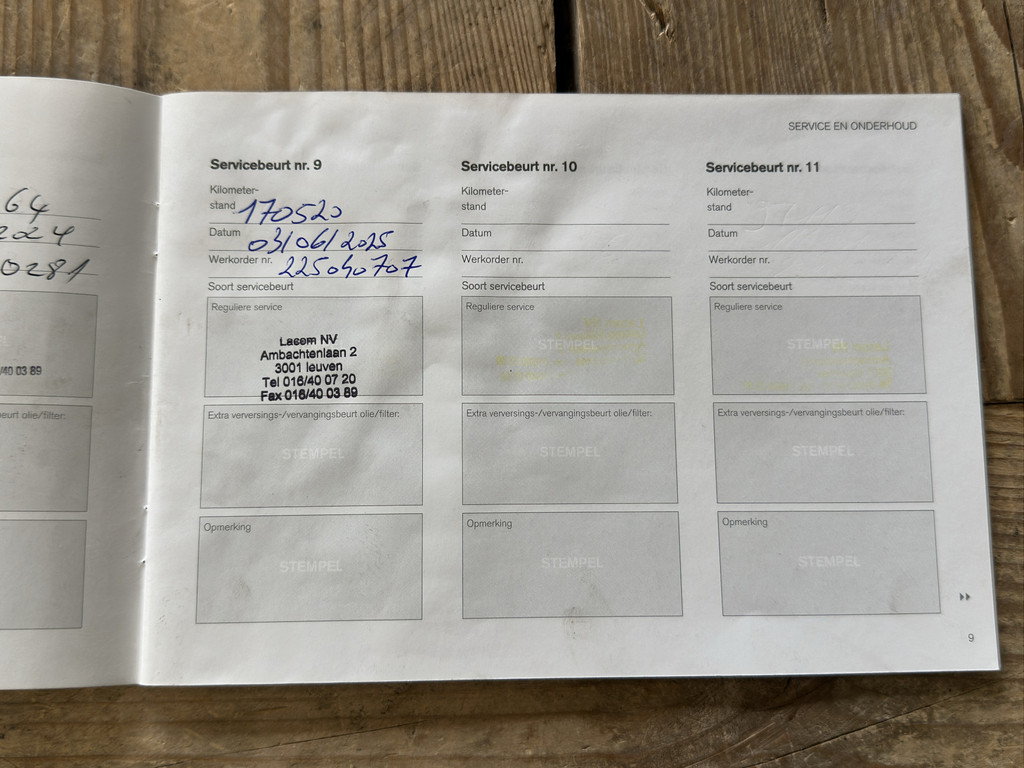 64
2024
0281
/40 03 89
beurt olie/filter:
SERVICE EN ONDERHOUD
Servicebeurt nr. 9
Kilometer-
stand 170520
Datum 03/06/2025
Werkorder nr. 225040707
Soort servicebeurt
Reguliere service
Lacom NV
Ambachtenlaan 2
3001 leuven
Tel 016/40 07 20
Fax 016/40 03 89
Extra verversings-/vervangingsbeurt olie/filter:
STEMPEL
Opmerking
STEMPEL
Servicebeurt nr. 10
Kilometer-
stand
Datum
Werkorder nr.
Soort servicebeurt
Reguliere service
STEMPEL
Extra verversings-/vervangingsbeurt olie/filter:
STEMPEL
Opmerking
STEMPEL
Servicebeurt nr. 11
Kilometer-
stand
Datum
Werkorder nr.
Soort servicebeurt
Reguliere service
STEMPEL
Extra verversings-/vervangingsbeurt olie/filter:
STEMPEL
Opmerking
STEMPEL
9